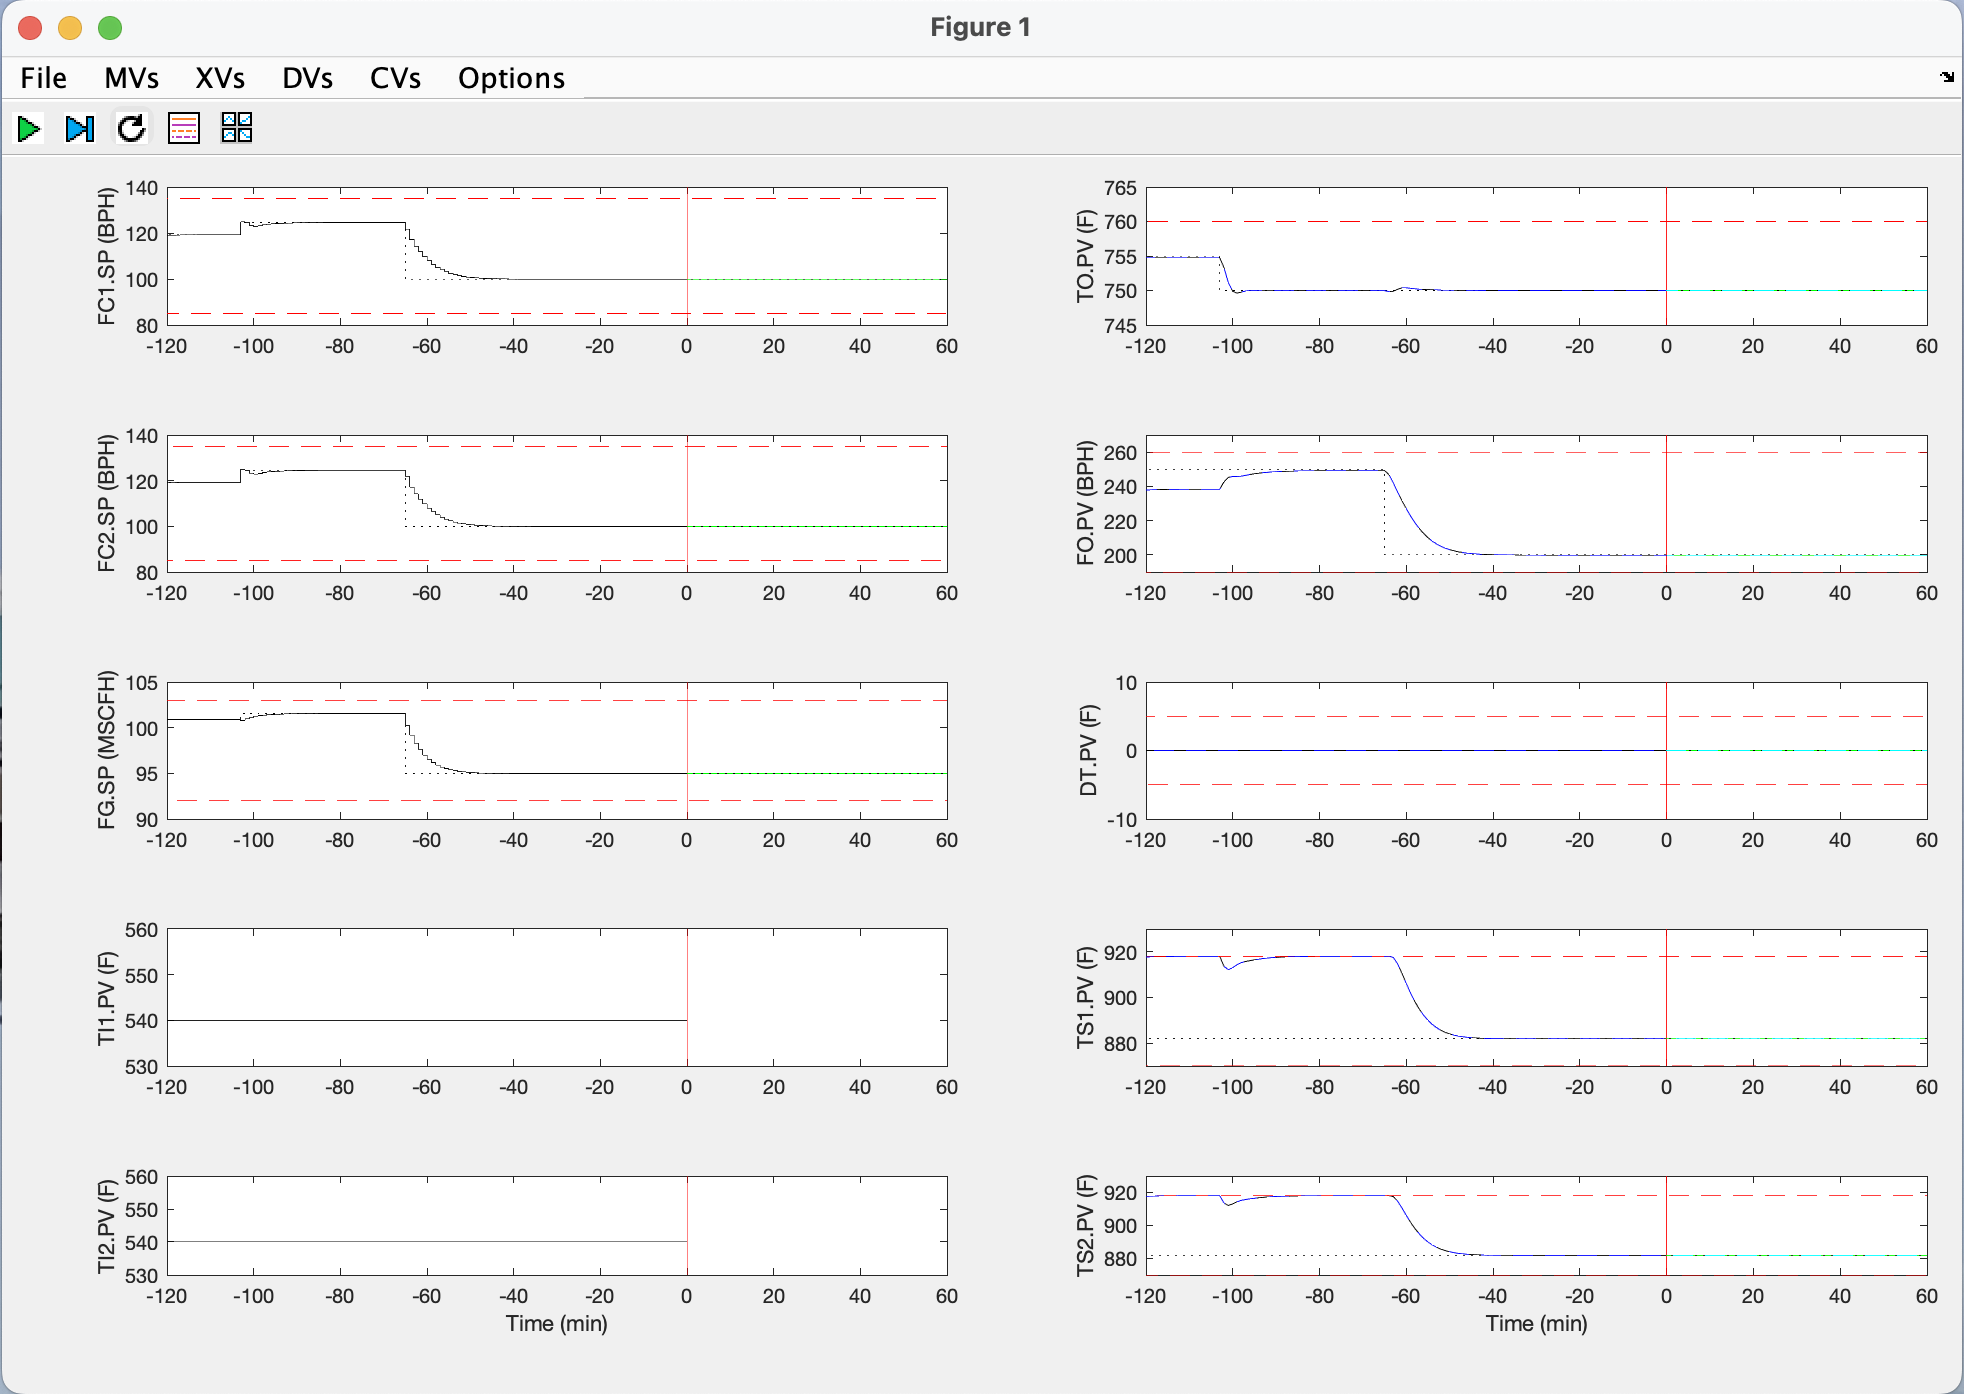 Figure 1
File MVs XVs DVs CVs Options
FC1.SP (BPH)
140
120
100
80
-120 -100 -80 -60 -40 -20 0 20 40 60
TO.PV (F)
765
760
755
750
745
-120 -100 -80 -60 -40 -20 0 20 40 60
FC2.SP (BPH)
140
120
100
80
-120 -100 -80 -60 -40 -20 0 20 40 60
FO.PV (BPH)
260
240
220
200
-120 -100 -80 -60 -40 -20 0 20 40 60
FG.SP (MSCFH)
105
100
95
90
-120 -100 -80 -60 -40 -20 0 20 40 60
DT.PV (F)
10
0
-10
-120 -100 -80 -60 -40 -20 0 20 40 60
TI1.PV (F)
560
550
540
530
-120 -100 -80 -60 -40 -20 0 20 40 60
TS1.PV (F)
920
900
880
-120 -100 -80 -60 -40 -20 0 20 40 60
TI2.PV (F)
560
550
540
530
-120 -100 -80 -60 -40 -20 0 20 40 60
Time (min)
TS2.PV (F)
920
900
880
-120 -100 -80 -60 -40 -20 0 20 40 60
Time (min)